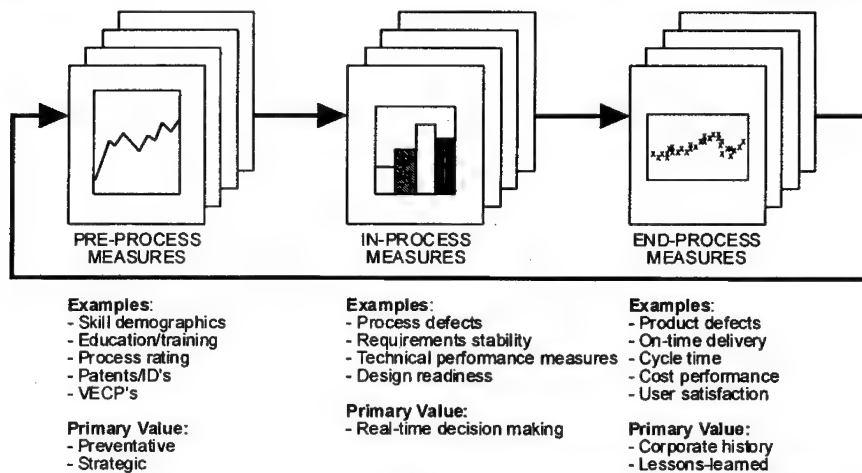 PRE-PROCESS
MEASURES
IN-PROCESS
MEASURES
END-PROCESS
MEASURES
Examples:
- Skill demographics
- Education/training
- Process rating
- Patents/ID's
- VECP's
Primary Value:
- Preventative
- Strategic
Examples:
- Process defects
- Requirements stability
- Technical performance measures
- Design readiness
Primary Value:
- Real-time decision making
Examples:
- Product defects
- On-time delivery
- Cycle time
- Cost performance
- User satisfaction
Primary Value:
- Corporate history
- Lessons-learned